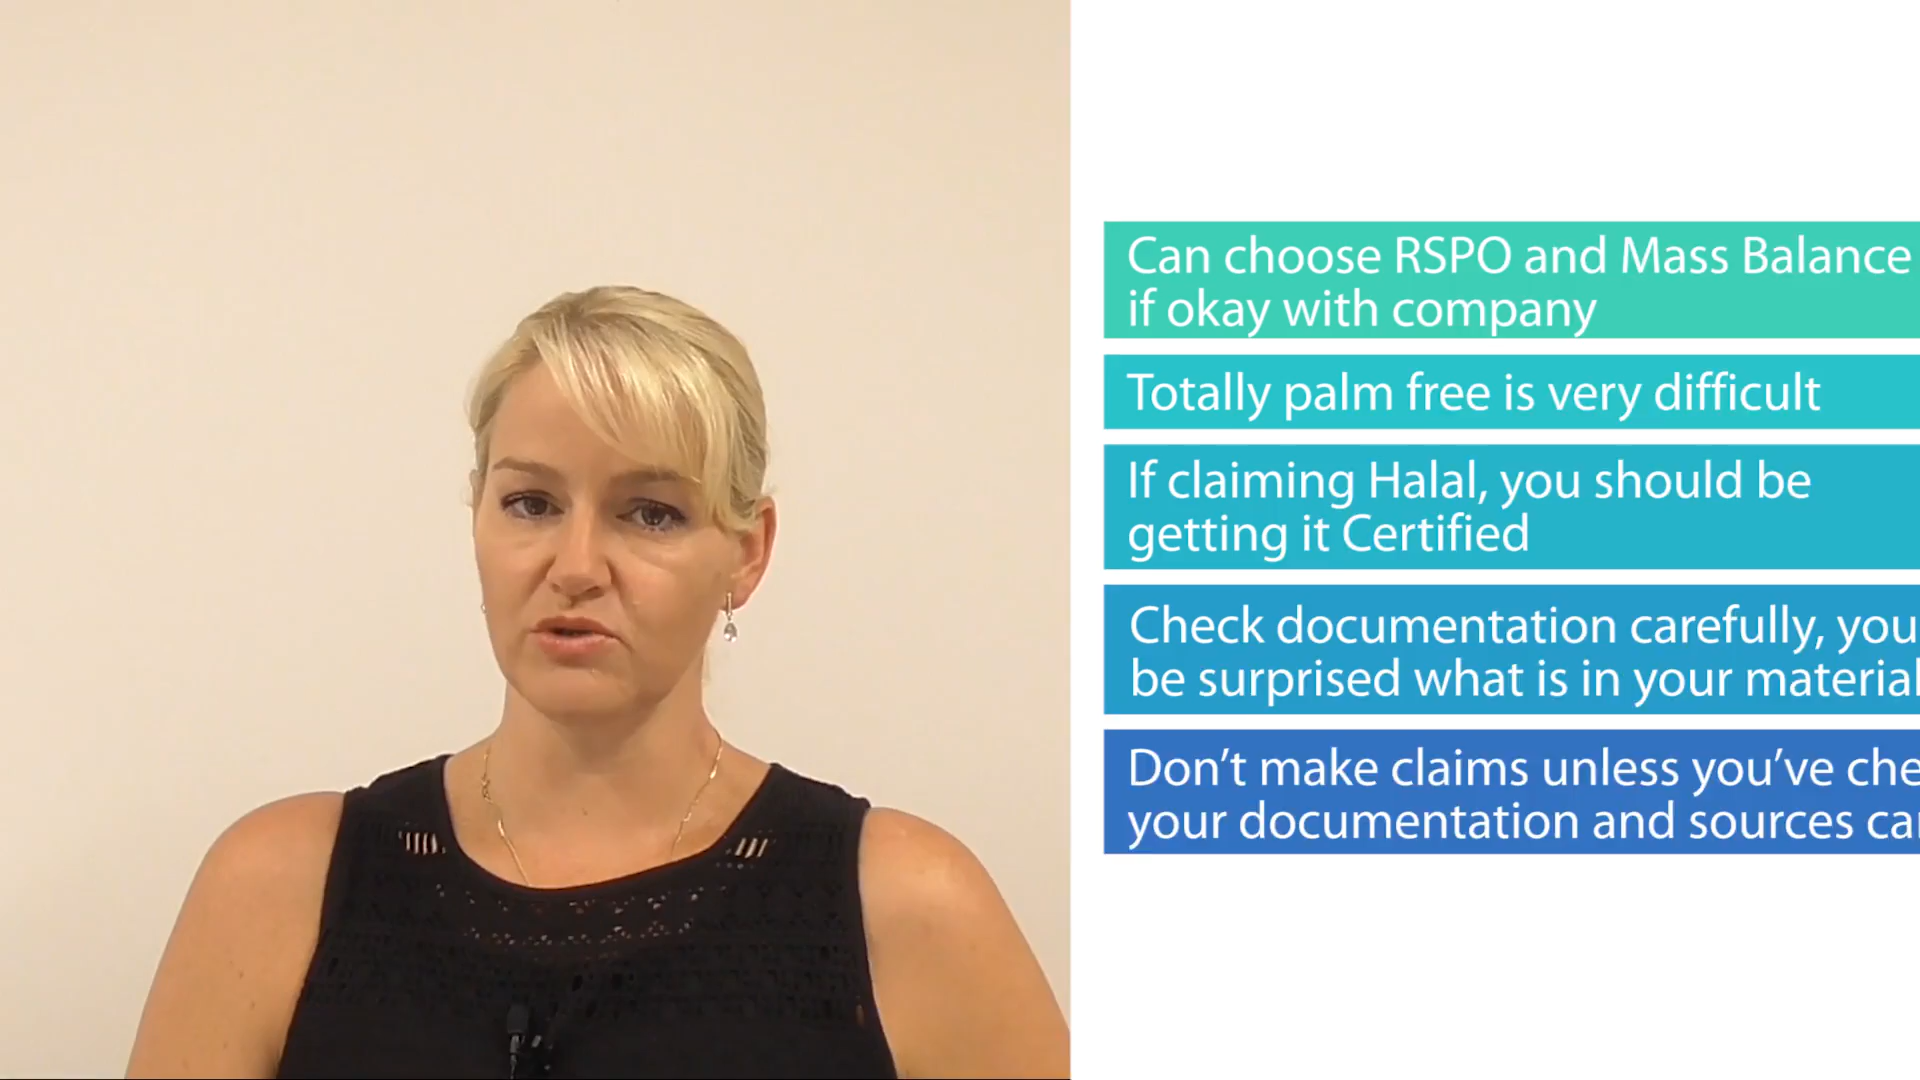 Can choose RSPO and Mass Balance
if okay with company
Totally palm free is very difficult
If claiming Halal, you should be
getting it Certified
Check documentation carefully, you
be surprised what is in your material
Don’t make claims unless you’ve
your documentation and sources